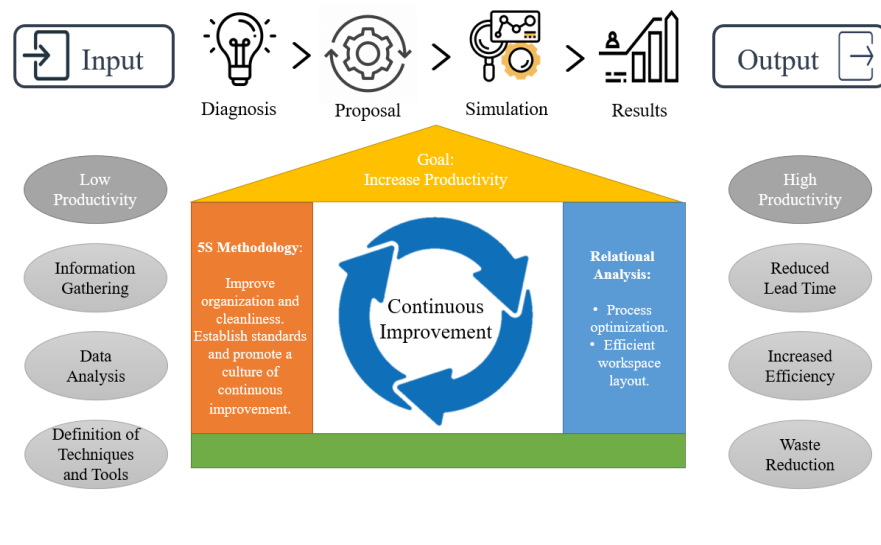 Input
Diagnosis
Proposal
Simulation
Results
Output
Low
Productivity
Information
Gathering
Data
Analysis
Definition of
Techniques
and Tools
Goal:
Increase Productivity
5S Methodology:
Improve
organization and
cleanliness.
Establish standards
and promote a
culture of
continuous
improvement.
Continuous
Improvement
Relational
Analysis:
• Process
optimization.
• Efficient
workspace
layout.
High
Productivity
Reduced
Lead Time
Increased
Efficiency
Waste
Reduction